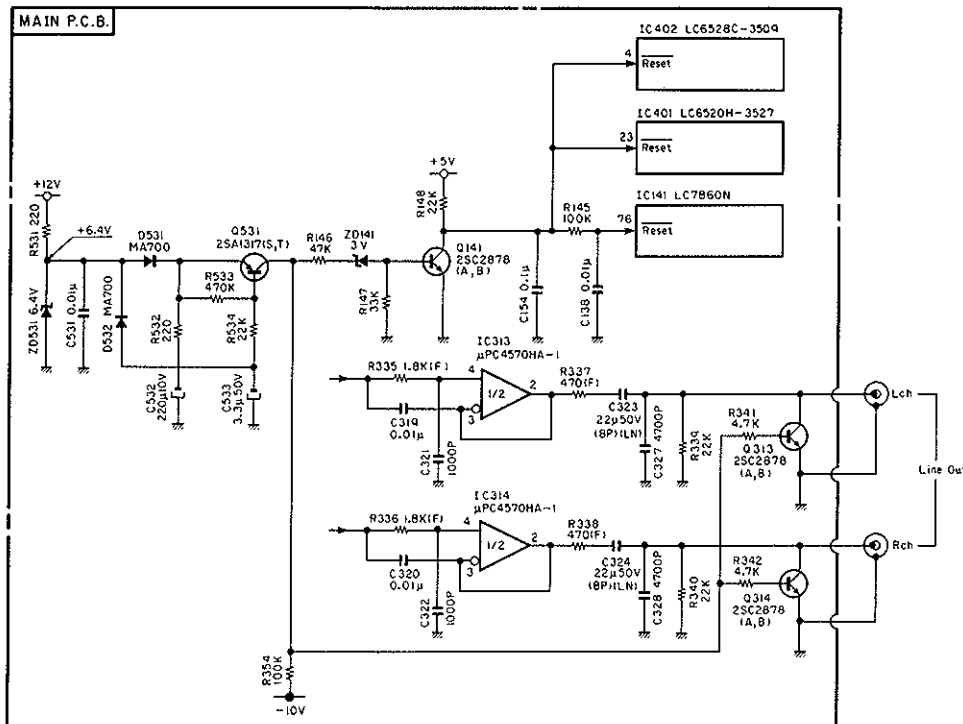 MAIN P.C.B.
IC402 LC6528C-3509
4
Reset
IC401 LC6520H-3527
23
Reset
IC141 LC7860N
76
Reset
+12V
R531 220
+6.4V
D531
MA700
Q531
2SA1317(S,T)
R533
470K
R534
22K
R532
220
ZD531 6.4V
C531 0.01μ
D532 MA700
C532
220μ10V
C533
3.3μ50V
R146
47K
ZD141
3V
R147
33K
+5V
R148
22K
Q141
2SC2878
(A,B)
R145
100K
C154 0.1μ
C138 0.01μ
IC313
μPC4570HA-1
R335 1.8K(F)
4
1/2
2
3
C319
0.01μ
C321
1000P
R337
470(F)
C323
22μ50V
(BP)(LN)
C327 4700P
R339
22K
R341
4.7K
Q313
2SC2878
(A,B)
Lch
Line Out
IC314
μPC4570HA-1
R336 1.8K(F)
4
1/2
2
3
C320
0.01μ
C322
1000P
R338
470(F)
C324
22μ50V
(BP)(LN)
C328 4700P
R340
22K
R342
4.7K
Q314
2SC2878
(A,B)
Rch
R354
100K
-10V